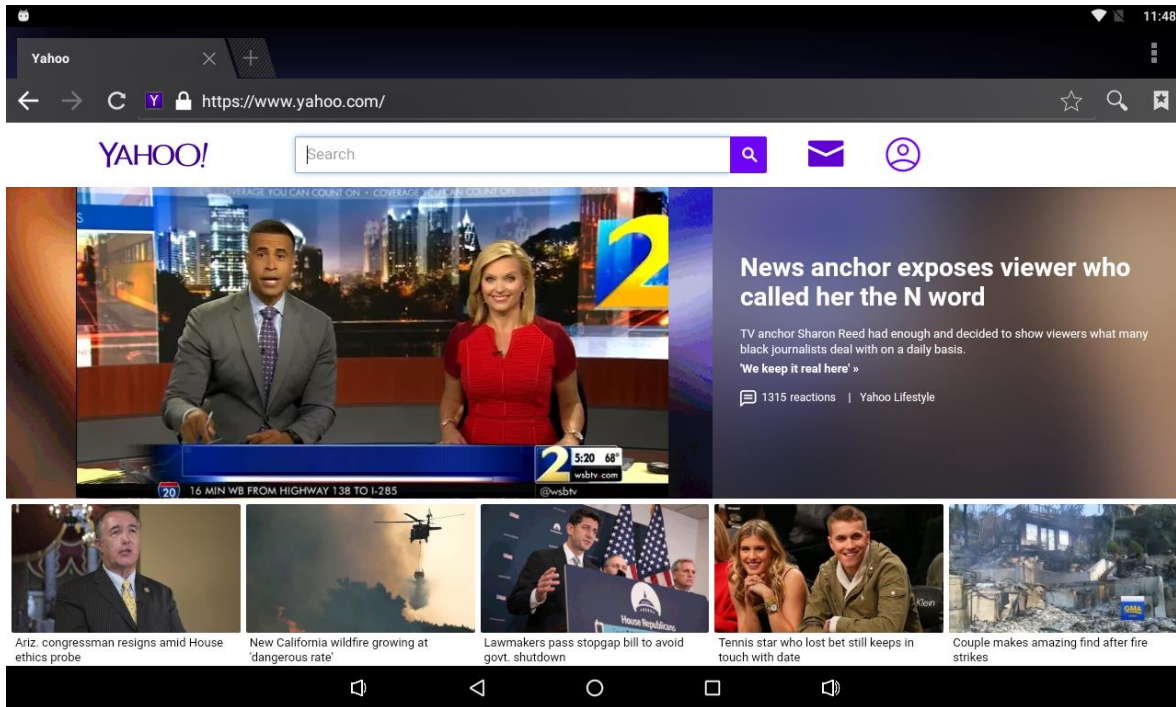 11:48
Yahoo
Y https://www.yahoo.com/
YAHOO!
Search
COVERAGE YOU CAN COUNT ON • COVERAGE YOU CAN COUNT ON
S
2
News anchor exposes viewer who
called her the N word
TV anchor Sharon Reed had enough and decided to show viewers what many
black journalists deal with on a daily basis.
'We keep it real here' »
1315 reactions | Yahoo Lifestyle
2 5:20 68°
wsbtv.com
20 16 MIN WB FROM HIGHWAY 138 TO I-285
@wsbtv
House Republicans
Klein
GMA
Ariz. congressman resigns amid House
ethics probe
New California wildfire growing at
'dangerous rate'
Lawmakers pass stopgap bill to avoid
govt. shutdown
Tennis star who lost bet still keeps in
touch with date
Couple makes amazing find after fire
strikes